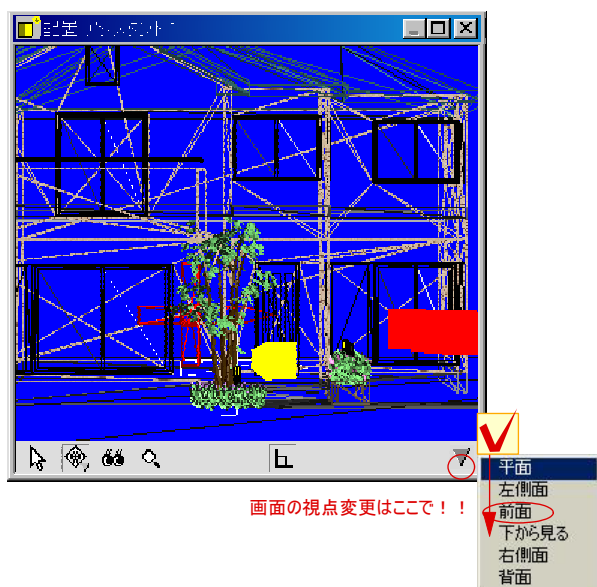 画面の視点変更はここで！！
平面
左側面
前面
下から見る
右側面
背面